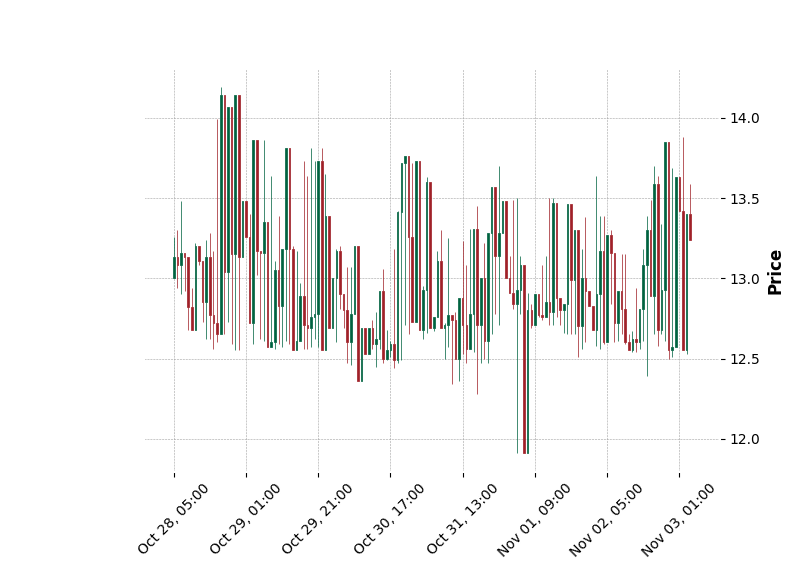 14.0
13.5
13.0
12.5
12.0
Price
Oct 28, 05:00
Oct 29, 01:00
Oct 29, 21:00
Oct 30, 17:00
Oct 31, 13:00
Nov 01, 09:00
Nov 02, 05:00
Nov 03, 01:00